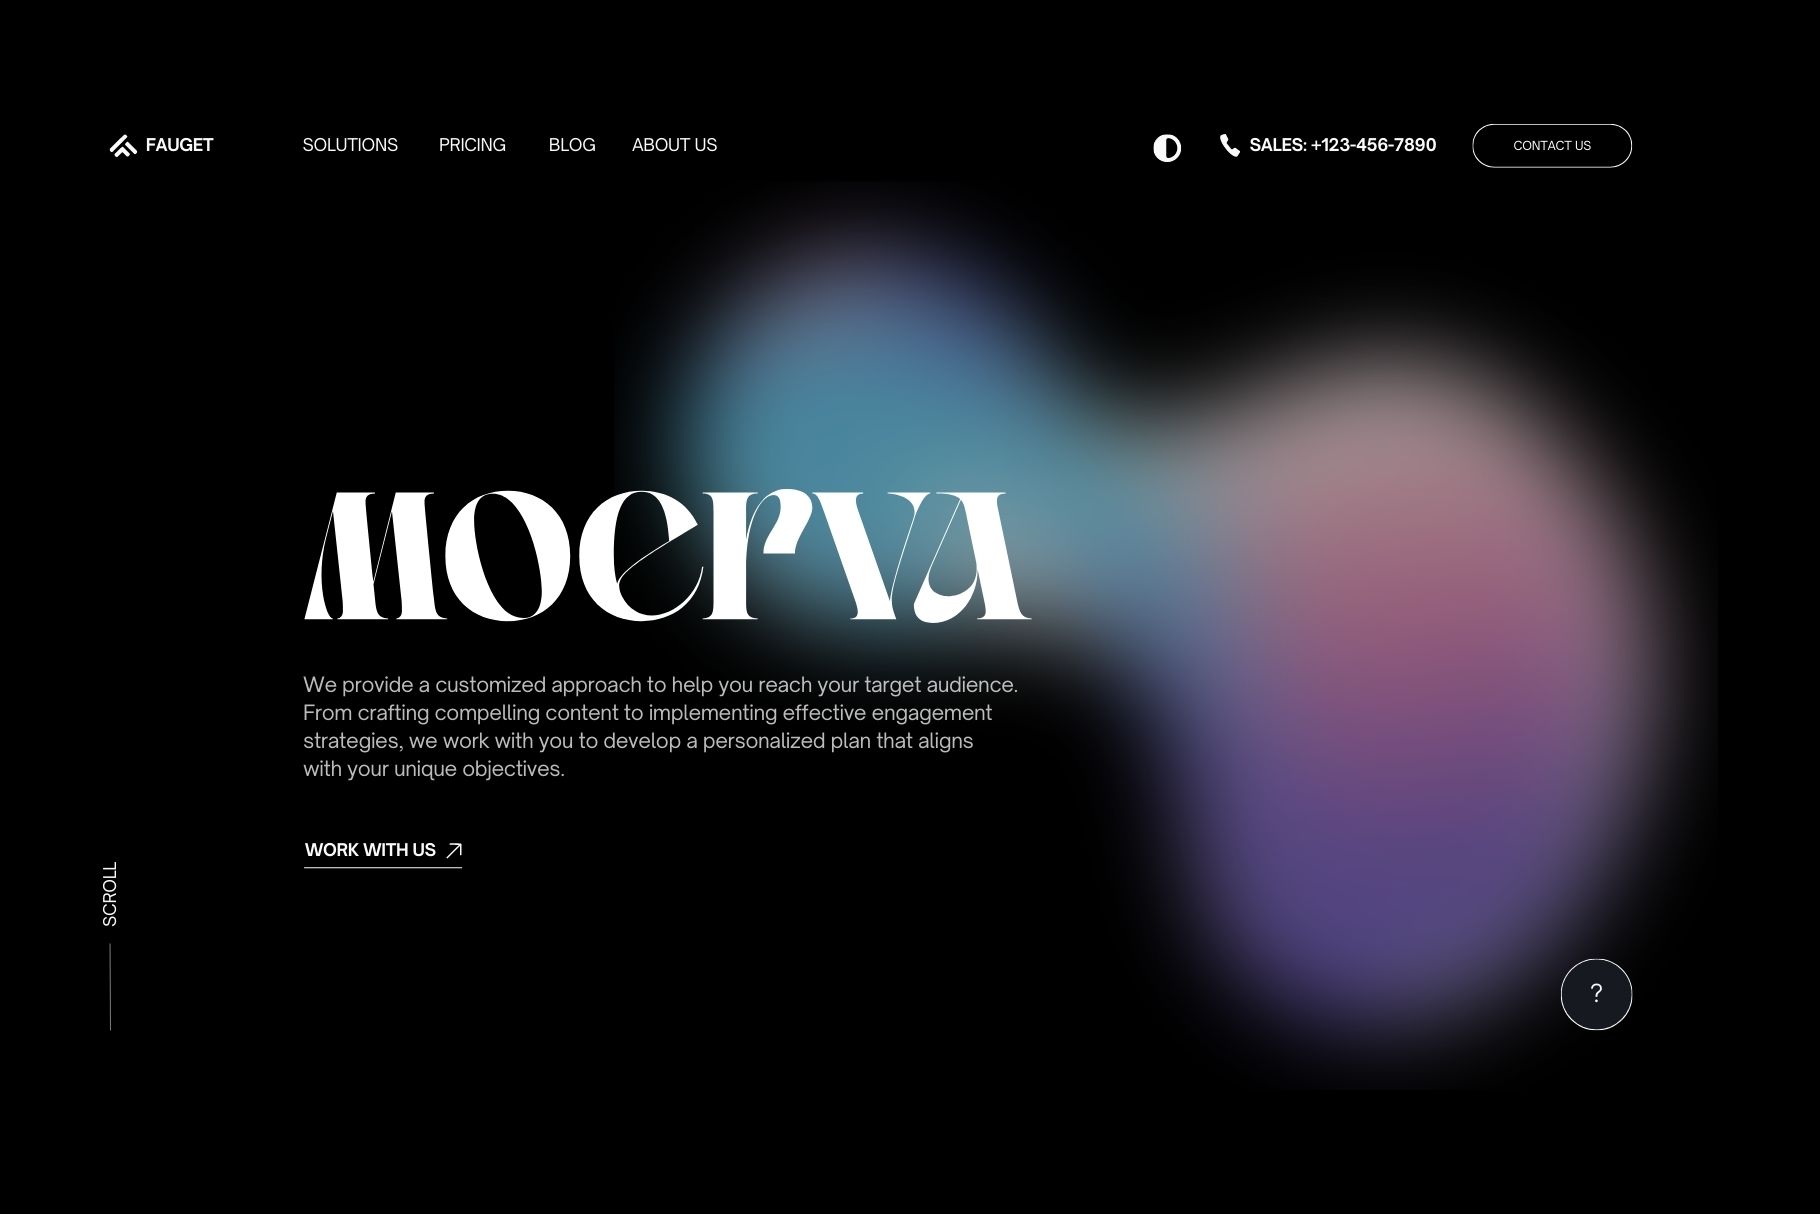 FAUGET
SOLUTIONS PRICING BLOG ABOUT US
SALES: +123-456-7890
CONTACT US
Moerva
We provide a customized approach to help you reach your target audience.
From crafting compelling content to implementing effective engagement
strategies, we work with you to develop a personalized plan that aligns
with your unique objectives.
WORK WITH US
SCROLL
?